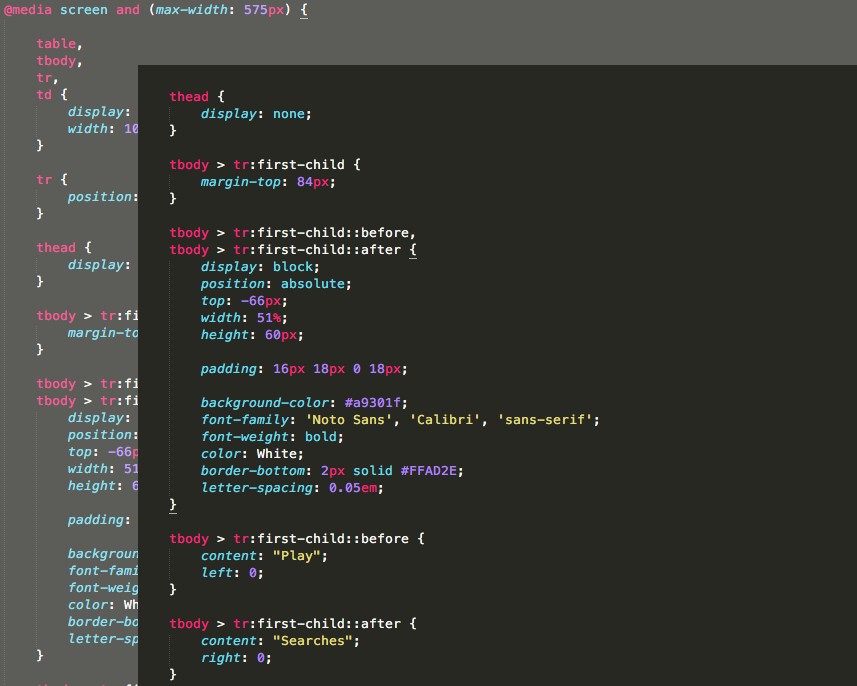 @media screen and (max-width: 575px) {
table,
tbody,
tr,
td {
display:
width: 10
}
tr {
position:
}
thead {
display:
}
tbody > tr:fi
margin-to
}
tbody > tr:fi
tbody > tr:fi
display:
position:
top: -66p
width: 51
height: 6
padding:
backgroun
font-fami
font-weig
color: Wh
border-bo
letter-sp
}
thead {
display: none;
}
tbody > tr:first-child {
margin-top: 84px;
}
tbody > tr:first-child::before,
tbody > tr:first-child::after {
display: block;
position: absolute;
top: -66px;
width: 51%;
height: 60px;
padding: 16px 18px 0 18px;
background-color: #a9301f;
font-family: 'Noto Sans', 'Calibri', 'sans-serif';
font-weight: bold;
color: White;
border-bottom: 2px solid #FFAD2E;
letter-spacing: 0.05em;
}
tbody > tr:first-child::before {
content: "Play";
left: 0;
}
tbody > tr:first-child::after {
content: "Searches";
right: 0;
}